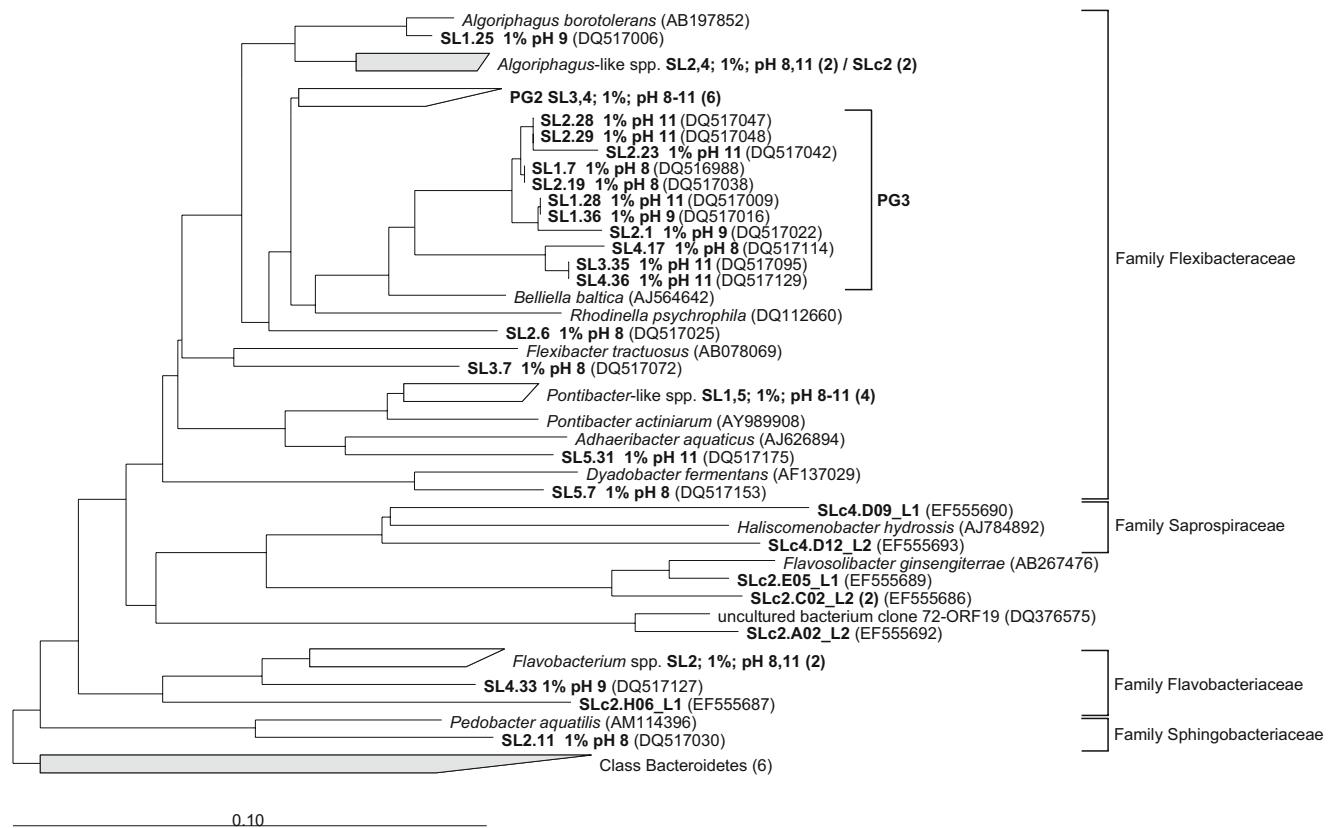 Algoriphagus borotolerans (AB197852)
SL1.25 1% pH 9 (DQ517006)
Algoriphagus-like spp. SL2,4; 1%; pH 8,11 (2) / SLc2 (2)
PG2 SL3,4; 1%; pH 8-11 (6)
SL2.28 1% pH 11 (DQ517047)
SL2.29 1% pH 11 (DQ517048)
SL2.23 1% pH 11 (DQ517042)
SL1.7 1% pH 8 (DQ516988)
SL2.19 1% pH 8 (DQ517038)
SL1.28 1% pH 11 (DQ517009)
PG3
SL1.36 1% pH 9 (DQ517016)
SL2.1 1% pH 9 (DQ517022)
SL4.17 1% pH 8 (DQ517114)
Family Flexibacteraceae
SL3.35 1% pH 11 (DQ517095)
SL4.36 1% pH 11 (DQ517129)
Belliella baltica (AJ564642)
Rhodinella psychrophila (DQ112660)
SL2.6 1% pH 8 (DQ517025)
Flexibacter tractuosus (AB078069)
SL3.7 1% pH 8 (DQ517072)
Pontibacter-like spp. SL1,5; 1%; pH 8-11 (4)
Pontibacter actiniarum (AY989908)
Adhaeribacter aquaticus (AJ626894)
SL5.31 1% pH 11 (DQ517175)
Dyadobacter fermentans (AF137029)
SL5.7 1% pH 8 (DQ517153)
SLc4.D09_L1 (EF555690)
Haliscomenobacter hydrossis (AJ784892)
Family Saprospiraceae
SLc4.D12_L2 (EF555693)
Flavosolibacter ginsengiterrae (AB267476)
SLc2.E05_L1 (EF555689)
SLc2.C02_L2 (2) (EF555686)
uncultured bacterium clone 72-ORF19 (DQ376575)
SLc2.A02_L2 (EF555692)
Flavobacterium spp. SL2; 1%; pH 8,11 (2)
SL4.33 1% pH 9 (DQ517127)
Family Flavobacteriaceae
SLc2.H06_L1 (EF555687)
Pedobacter aquatilis (AM114396)
Family Sphingobacteriaceae
SL2.11 1% pH 8 (DQ517030)
Class Bacteroidetes (6)
0.10